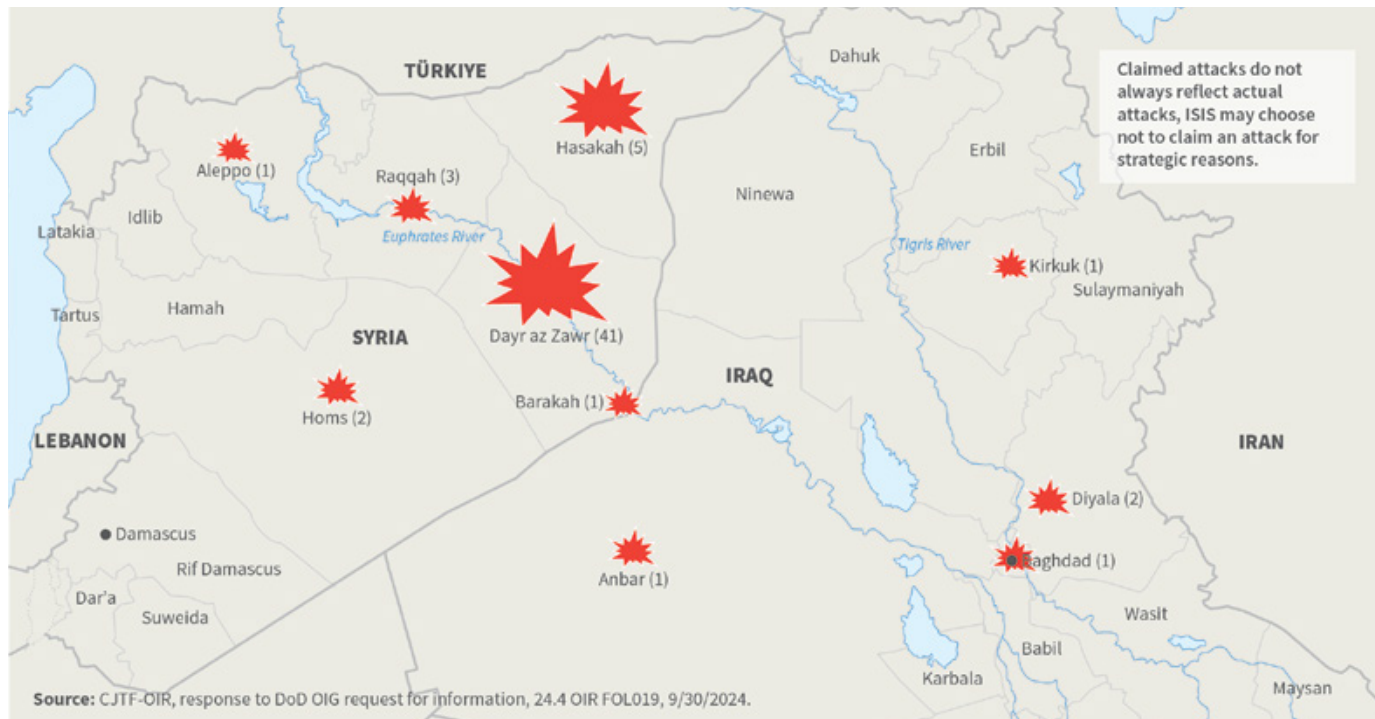 TÜRKIYE
Dahuk
Claimed attacks do not
always reflect actual
attacks, ISIS may choose
not to claim an attack for
strategic reasons.
Hasakah (5)
Erbil
Aleppo (1)
Raqqah (3)
Ninewa
Idlib
Latakia
Euphrates River
Tigris River
Kirkuk (1)
Sulaymaniyah
Hamah
Tartus
SYRIA
Dayr az Zawr (41)
IRAQ
Barakah (1)
Homs (2)
LEBANON
IRAN
Diyala (2)
Damascus
Baghdad (1)
Rif Damascus
Anbar (1)
Dar'a
Suweida
Wasit
Babil
Karbala
Maysan
Source: CJTF-OIR, response to DoD OIG request for information, 24.4 OIR FOL019, 9/30/2024.